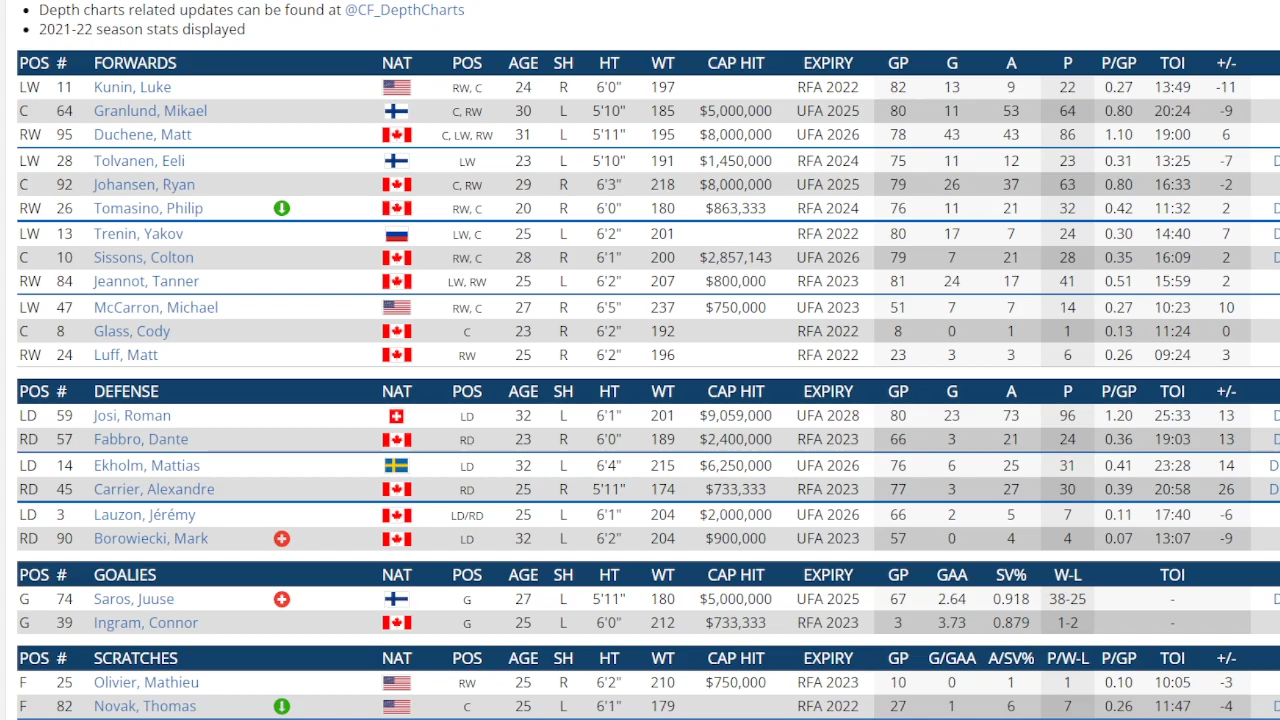 Depth charts related updates can be found at @CF_DepthCharts
2021-22 season stats displayed
POS # FORWARDS NAT POS AGE SH HT WT CAP HIT EXPIRY GP G A P P/GP TOI +/-
LW 11 Kunin, Luke RW, C 24 R 6'0" 197 RFA 2022 82 13 9 22 0.27 13:49 -11
C 64 Granlund, Mikael C, RW 30 L 5'10" 185 $5,000,000 UFA 2025 80 11 53 64 0.80 20:24 -9
RW 95 Duchene, Matt C, LW, RW 31 L 5'11" 195 $8,000,000 UFA 2026 78 43 43 86 1.10 19:00 6
LW 28 Tolvanen, Eeli LW 23 L 5'10" 191 $1,450,000 RFA 2024 75 11 12 23 0.31 13:25 -7 D
C 92 Johansen, Ryan C, RW 29 R 6'3" 218 $8,000,000 UFA 2025 79 26 37 63 0.80 16:33 -2
RW 26 Tomasino, Philip RW, C 20 R 6'0" 180 $863,333 RFA 2024 76 11 21 32 0.42 11:32 2 D
LW 13 Trenin, Yakov LW, C 25 L 6'2" 201 RFA 2022 80 17 7 24 0.30 14:40 7 D
C 10 Sissons, Colton RW, C 28 R 6'1" 200 $2,857,143 UFA 2026 79 7 21 28 0.35 16:09 2 D
RW 84 Jeannot, Tanner LW, RW 25 L 6'2" 207 $800,000 RFA 2023 81 24 17 41 0.51 15:59 2
LW 47 McCarron, Michael RW, C 27 R 6'5" 237 $750,000 RFA 2023 51 7 7 14 0.27 10:23 10
C 8 Glass, Cody C 23 R 6'2" 192 RFA 2022 8 0 1 1 0.13 11:24 0
RW 24 Luff, Matt RW 25 R 6'2" 196 RFA 2022 23 3 3 6 0.26 09:24 3
POS # DEFENSE NAT POS AGE SH HT WT CAP HIT EXPIRY GP G A P P/GP TOI +/-
LD 59 Josi, Roman LD 32 L 6'1" 201 $9,059,000 UFA 2028 80 23 73 96 1.20 25:33 13 D
RD 57 Fabbro, Dante RD 23 R 6'0" 189 $2,400,000 RFA 2023 66 3 21 24 0.36 19:03 13
LD 14 Ekholm, Mattias LD 32 L 6'4" 215 $6,250,000 UFA 2026 76 6 25 31 0.41 23:28 14 D
RD 45 Carrier, Alexandre RD 25 R 5'11" 174 $733,333 RFA 2023 77 3 27 30 0.39 20:58 26 D
LD 3 Lauzon, Jérémy LD/RD 25 L 6'1" 204 $2,000,000 UFA 2026 66 2 5 7 0.11 17:40 -6
RD 90 Borowiecki, Mark LD 32 L 6'2" 204 $900,000 RFA 2023 57 0 4 4 0.07 13:07 -9
POS # GOALIES NAT POS AGE SH HT WT CAP HIT EXPIRY GP GAA SV% W-L TOI
G 74 Saros, Juuse G 27 L 5'11" 180 $5,000,000 UFA 2025 67 2.64 0.918 38-25 - D
G 39 Ingram, Connor G 25 L 6'0" 212 $733,333 RFA 2023 3 3.73 0.879 1-2 -
POS # SCRATCHES NAT POS AGE SH HT WT CAP HIT EXPIRY GP G/GAA A/SV% P/W-L P/GP TOI +/-
F 25 Olivier, Mathieu RW 25 R 6'2" 210 $750,000 RFA 2023 10 0 1 1 0.10 10:05 -3
F 82 Novak, Thomas C 25 L 6'1" 179 RFA 2022 27 1 6 7 0.26 11:47 -4 D